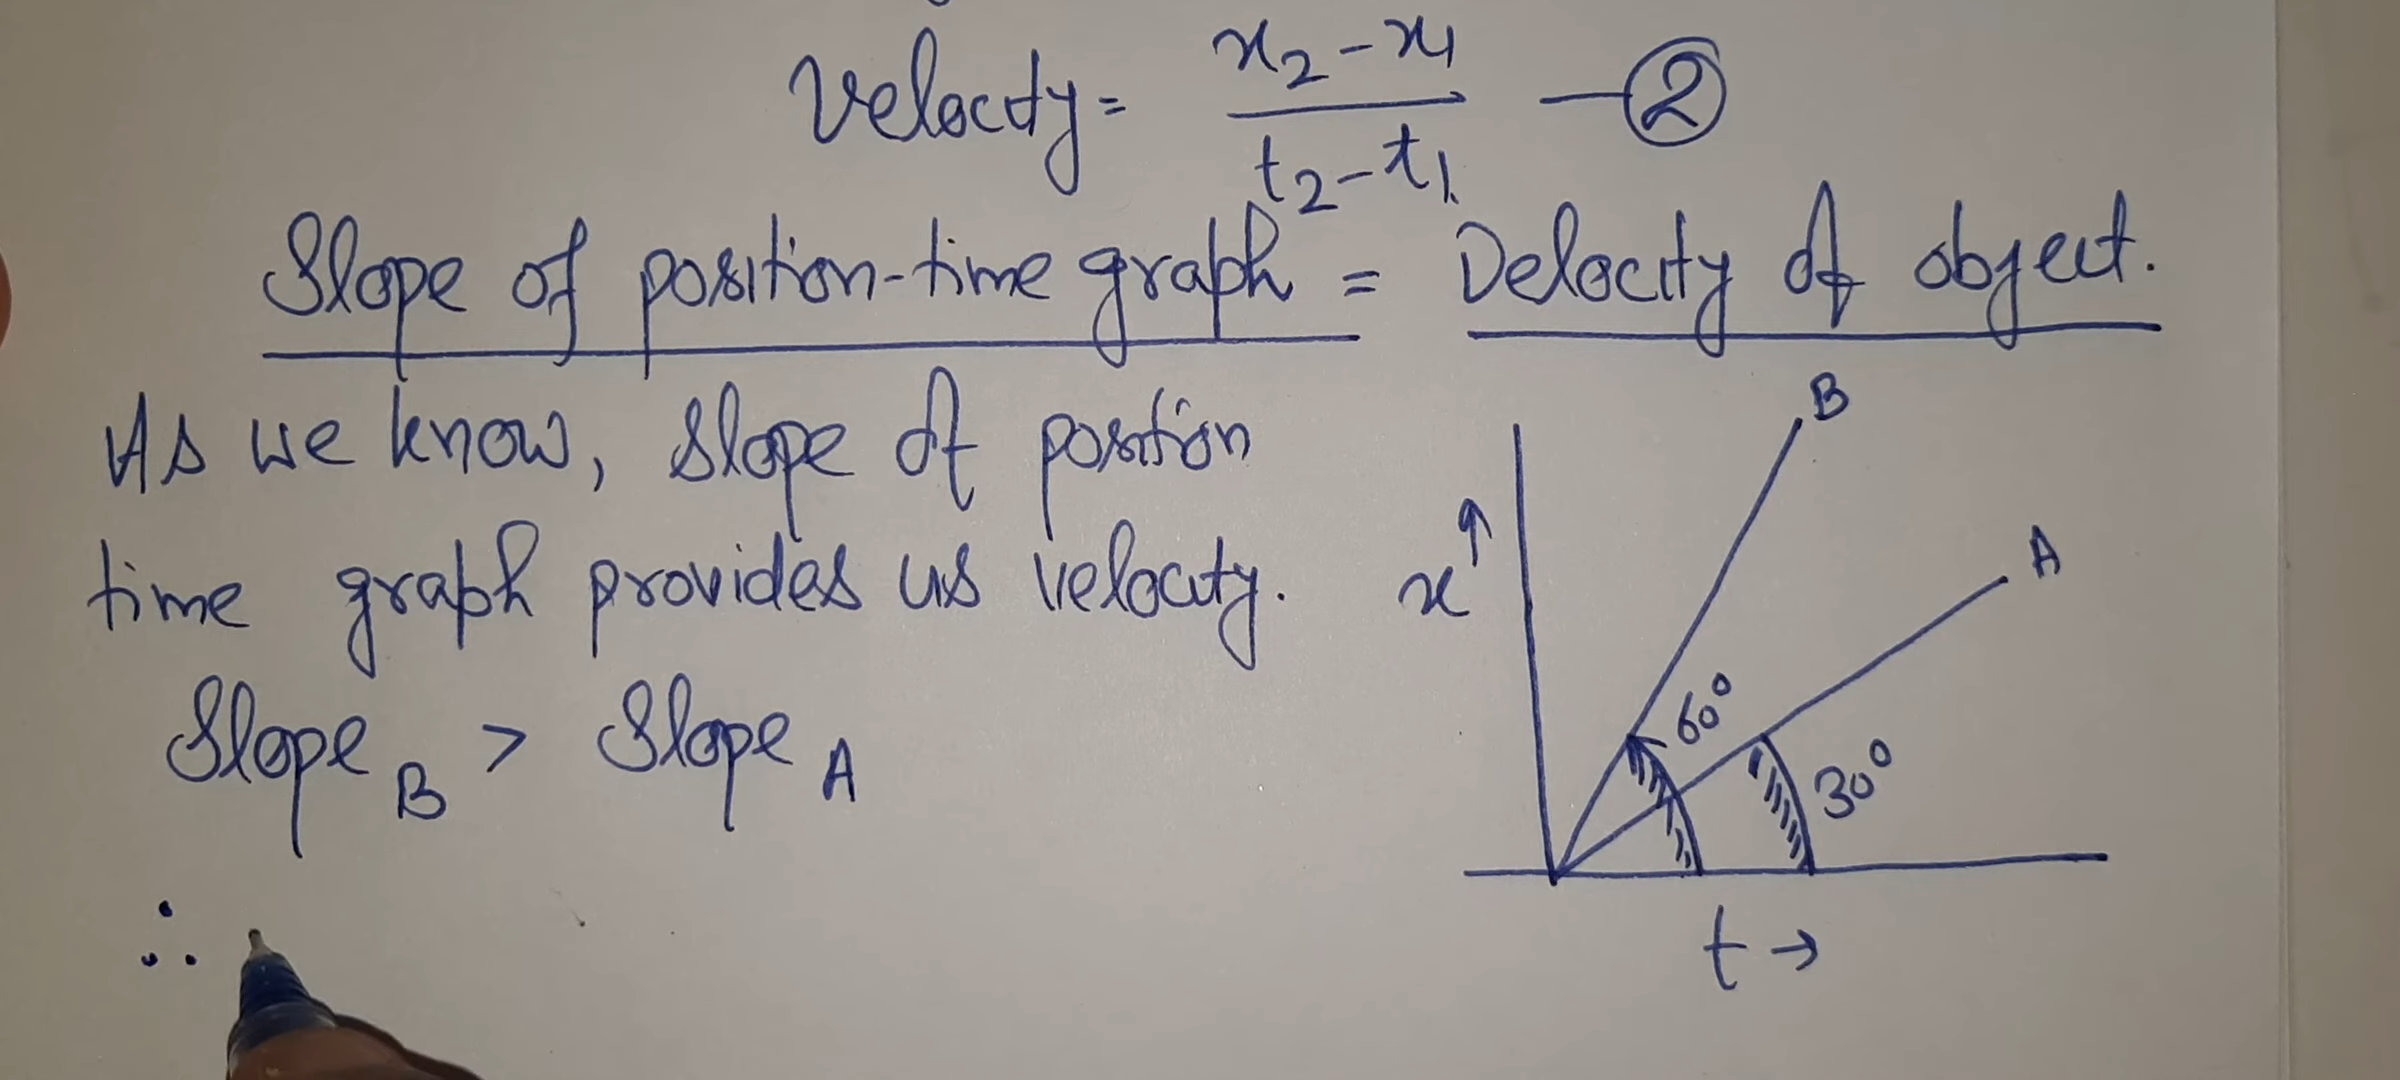 Velocity = x₂ - x₁ / t₂ - t₁ — ②
Slope of position-time graph = Velocity of object.
As we know, slope of position
time graph provides us velocity.
Slope B > Slope A
∴
B
A
x ↑
60°
30°
t →